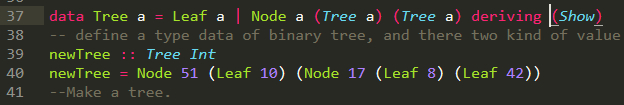 37 data Tree a = Leaf a | Node a (Tree a) (Tree a) deriving (Show)
38 -- define a type data of binary tree, and there two kind of value
39 newTree :: Tree Int
40 newTree = Node 51 (Leaf 10) (Node 17 (Leaf 8) (Leaf 42))
41 --Make a tree.